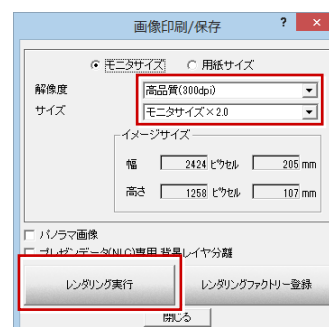 画像印刷/保存 ? ×
モニタサイズ 用紙サイズ
解像度 高品質(300dpi)
サイズ モニタサイズ×2.0
イメージサイズ
幅 2424 ピクセル 205 mm
高さ 1258 ピクセル 107 mm
パノラマ画像
プレゼンデータ(NLG)専用 背景レイヤ分離
レンダリング実行 レンダリングファクトリー登録
閉じる